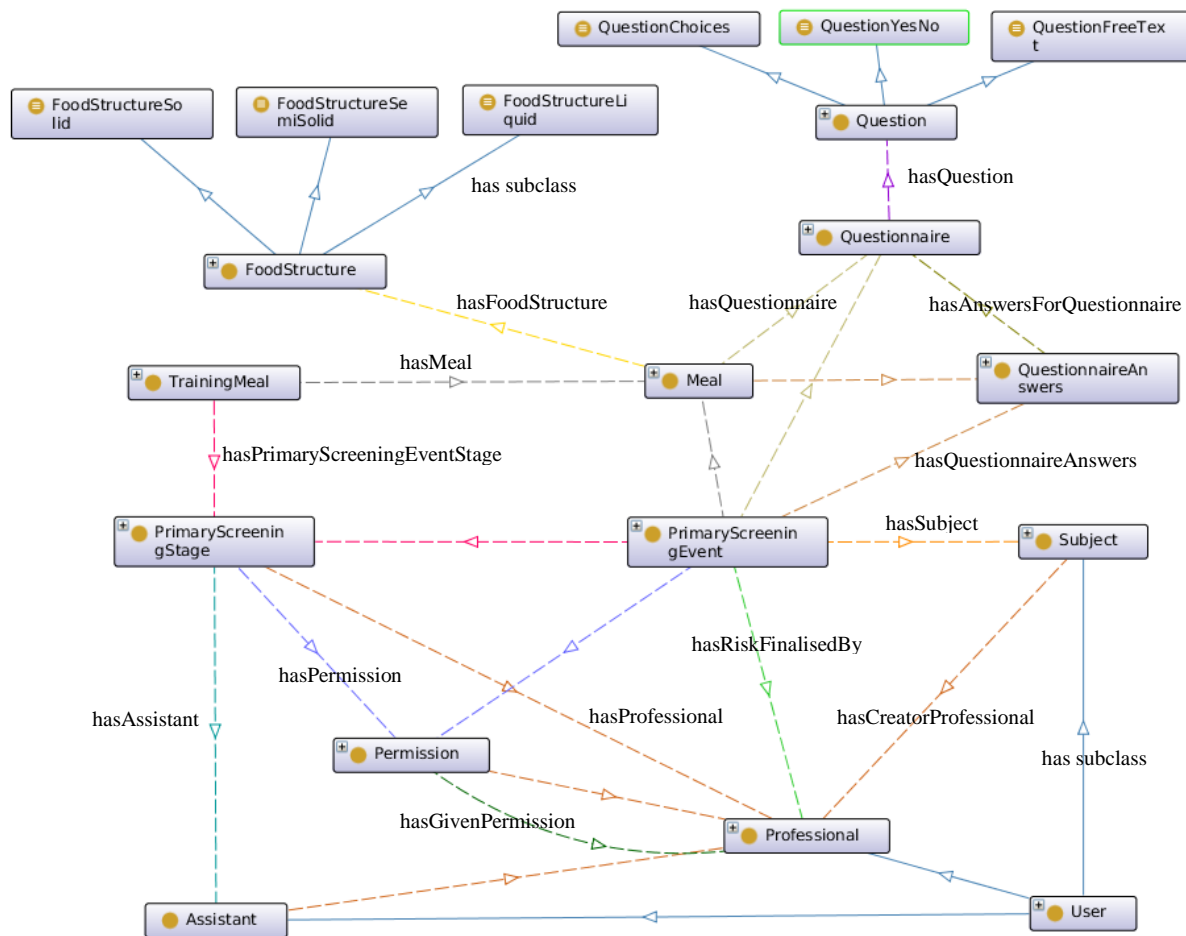 QuestionChoices
QuestionYesNo
QuestionFreeTex
t
FoodStructureSo
lid
FoodStructureSe
miSolid
FoodStructureLi
quid
Question
has subclass
hasQuestion
Questionnaire
FoodStructure
hasFoodStructure
hasQuestionnaire
hasAnswersForQuestionnaire
hasMeal
TrainingMeal
Meal
QuestionnaireAn
swers
hasPrimaryScreeningEventStage
hasQuestionnaireAnswers
PrimaryScreenin
gStage
PrimaryScreenin
gEvent
hasSubject
Subject
hasRiskFinalisedBy
hasPermission
hasAssistant
hasProfessional
hasCreatorProfessional
Permission
has subclass
hasGivenPermission
Professional
Assistant
User